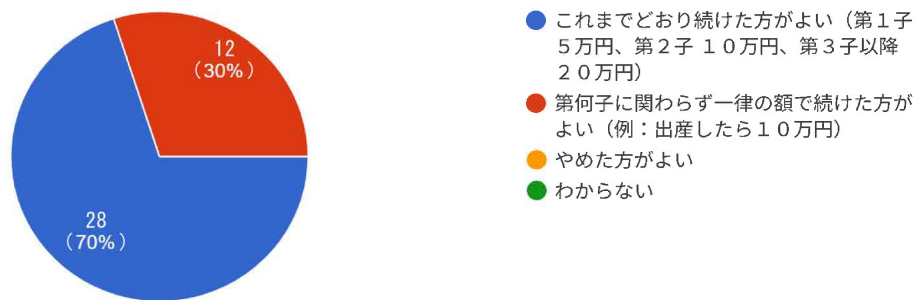 12
（30%）
28
（70%）
これまでどおり続けた方がよい（第１子
５万円、第２子 １０万円、第３子以降
２０万円）
第何子に関わらず一律の額で続けた方が
よい（例：出産したら１０万円）
やめた方がよい
わからない